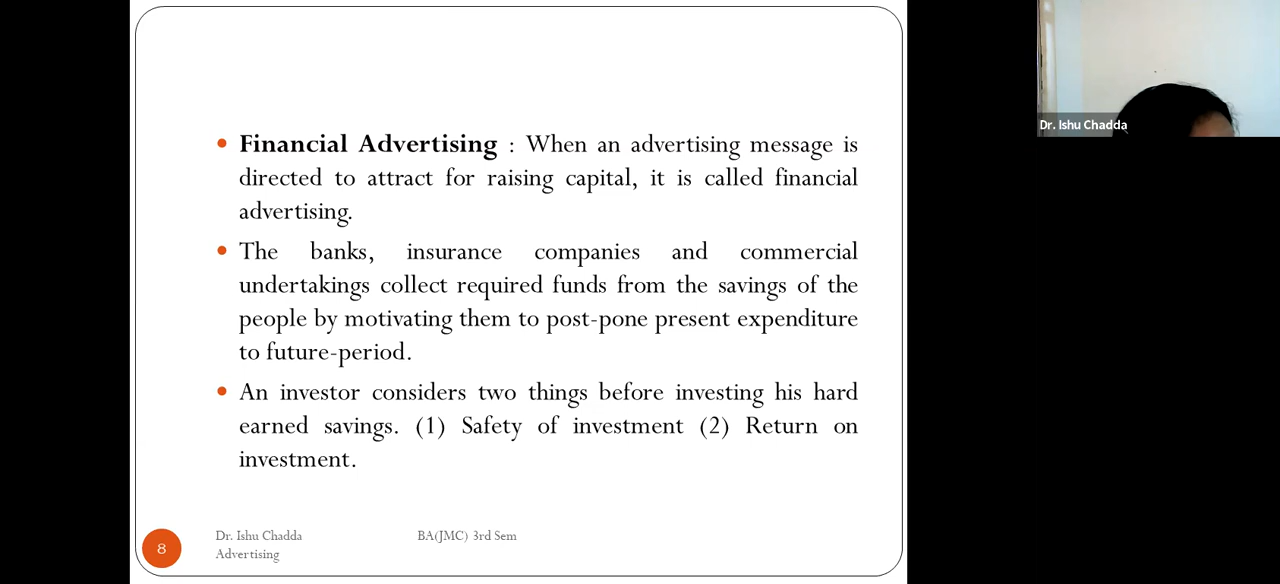 Financial Advertising : When an advertising message is
directed to attract for raising capital, it is called financial
advertising.
The banks, insurance companies and commercial
undertakings collect required funds from the savings of the
people by motivating them to post-pone present expenditure
to future-period.
An investor considers two things before investing his hard
earned savings. (1) Safety of investment (2) Return on
investment.
8
Dr. Ishu Chadda
Advertising
BA(JMC) 3rd Sem
Dr. Ishu Chadda